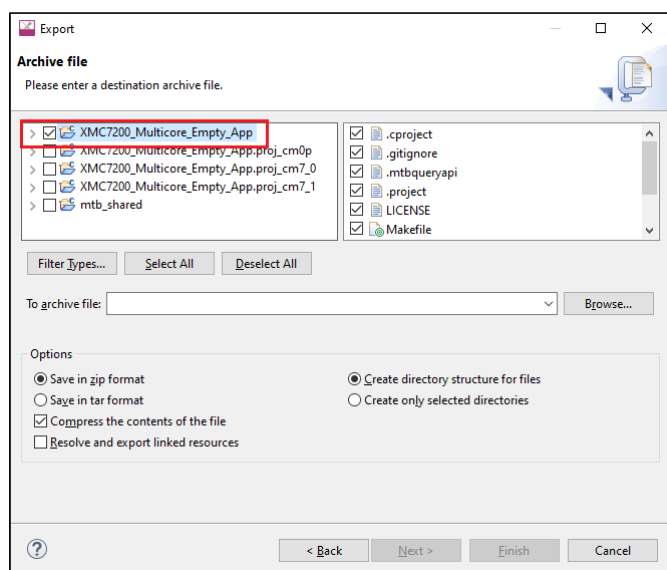 Export
Archive file
Please enter a destination archive file.
XMC7200_Multicore_Empty_App
XMC7200_Multicore_Empty_App.proj_cm0p
XMC7200_Multicore_Empty_App.proj_cm7_0
XMC7200_Multicore_Empty_App.proj_cm7_1
mtb_shared
.cproject
.gitignore
.mtbqueryapi
.project
LICENSE
Makefile
Filter Types...
Select All
Deselect All
To archive file:
Browse...
Options
Save in zip format
Save in tar format
Compress the contents of the file
Resolve and export linked resources
Create directory structure for files
Create only selected directories
?
< Back
Next >
Finish
Cancel